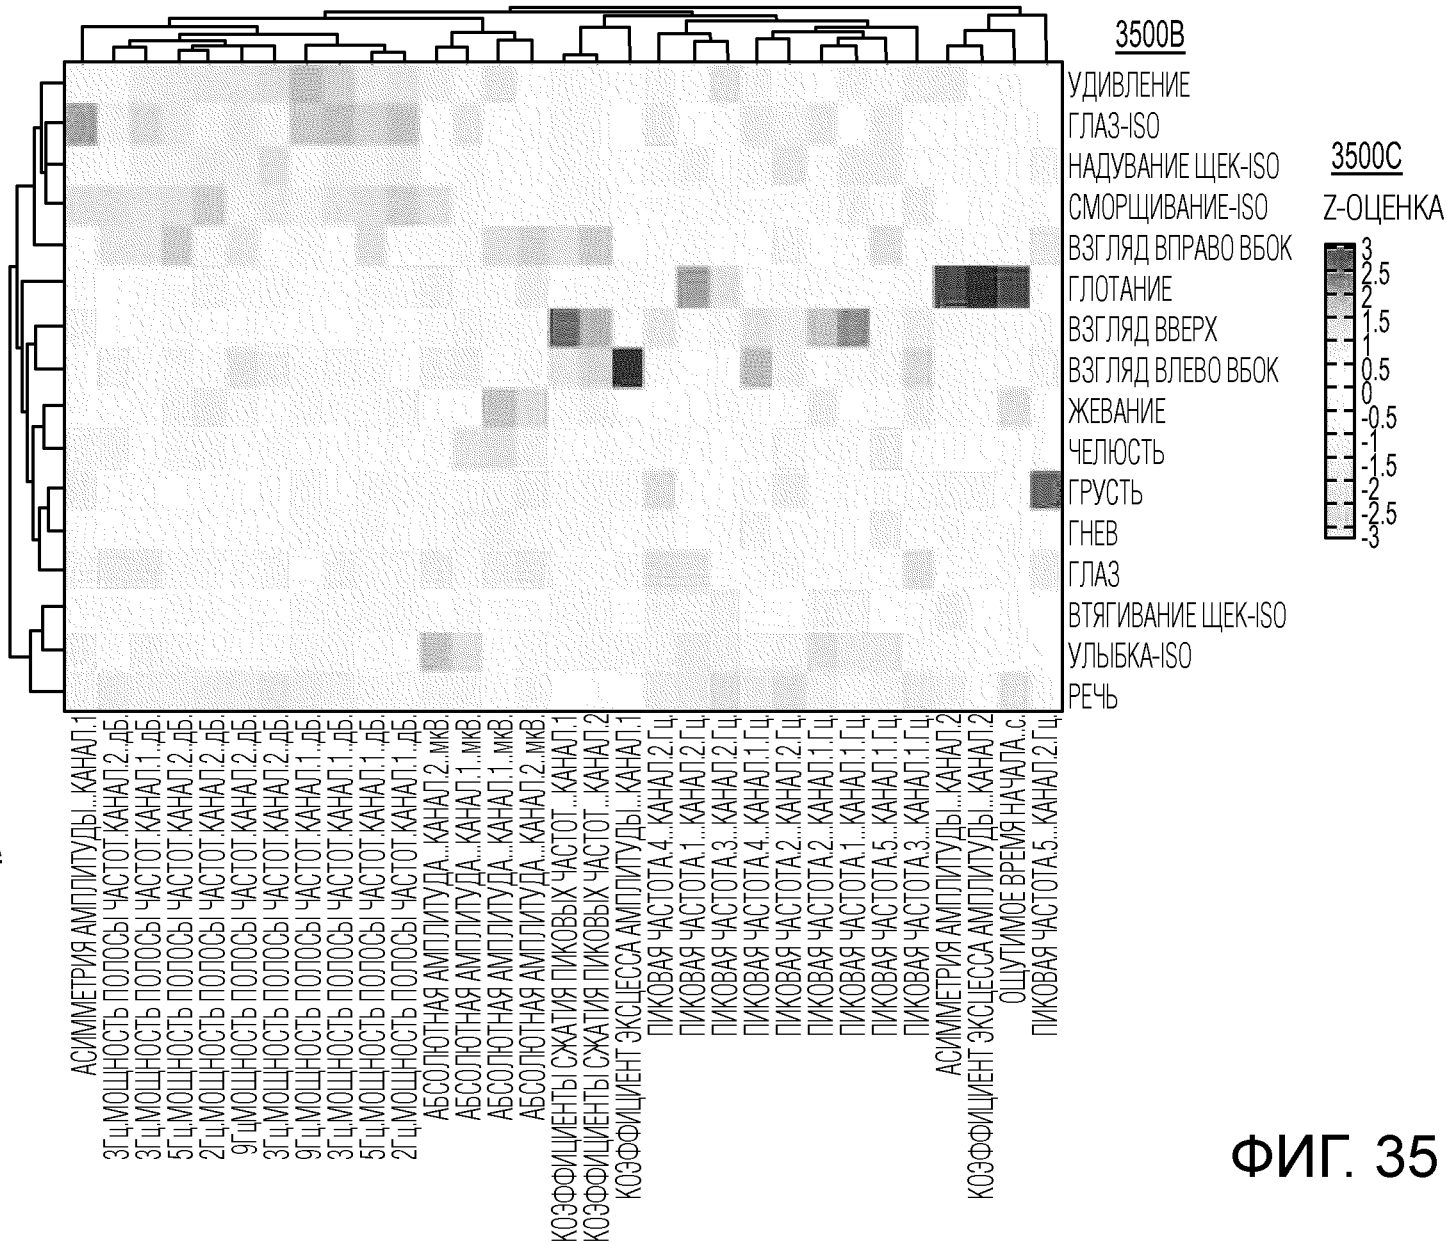 3500B
УДИВЛЕНИЕ
ГЛАЗ-ISO
НАДУВАНИЕ ЩЕК-ISO
СМОРЩИВАНИЕ-ISO
ВЗГЛЯД ВПРАВО ВБОК
ГЛОТАНИЕ
ВЗГЛЯД ВВЕРХ
ВЗГЛЯД ВЛЕВО ВБОК
ЖЕВАНИЕ
ЧЕЛЮСТЬ
ГРУСТЬ
ГНЕВ
ГЛАЗ
ВТЯГИВАНИЕ ЩЕК-ISO
УЛЫБКА-ISO
РЕЧЬ
3500C
Z-ОЦЕНКА
3
2.5
2
1.5
1
0.5
0
-0.5
-1
-1.5
-2
-2.5
-3
АСИММЕТРИЯ АМПЛИТУДЫ...КАНАЛ.1
3Гц.МОЩНОСТЬ ПОЛОСЫ ЧАСТОТ.КАНАЛ.2..дБ.
3Гц.МОЩНОСТЬ ПОЛОСЫ ЧАСТОТ.КАНАЛ.1..дБ.
5Гц.МОЩНОСТЬ ПОЛОСЫ ЧАСТОТ.КАНАЛ.2..дБ.
2Гц.МОЩНОСТЬ ПОЛОСЫ ЧАСТОТ.КАНАЛ.2..дБ.
9Гц.МОЩНОСТЬ ПОЛОСЫ ЧАСТОТ.КАНАЛ.2..дБ.
3Гц.МОЩНОСТЬ ПОЛОСЫ ЧАСТОТ.КАНАЛ.2..дБ.
9Гц.МОЩНОСТЬ ПОЛОСЫ ЧАСТОТ.КАНАЛ.1..дБ.
3Гц.МОЩНОСТЬ ПОЛОСЫ ЧАСТОТ.КАНАЛ.1..дБ.
5Гц.МОЩНОСТЬ ПОЛОСЫ ЧАСТОТ.КАНАЛ.1..дБ.
2Гц.МОЩНОСТЬ ПОЛОСЫ ЧАСТОТ.КАНАЛ.1..дБ.
АБСОЛЮТНАЯ АМПЛИТУДА...КАНАЛ.2..мкВ.
АБСОЛЮТНАЯ АМПЛИТУДА...КАНАЛ.1..мкВ.
АБСОЛЮТНАЯ АМПЛИТУДА...КАНАЛ.1..мкВ.
АБСОЛЮТНАЯ АМПЛИТУДА...КАНАЛ.2..мкВ.
КОЭФФИЦИЕНТЫ СЖАТИЯ ПИКОВЫХ ЧАСТОТ...КАНАЛ.1
КОЭФФИЦИЕНТЫ СЖАТИЯ ПИКОВЫХ ЧАСТОТ...КАНАЛ.2
КОЭФФИЦИЕНТ ЭКСЦЕССА АМПЛИТУДЫ...КАНАЛ.1
ПИКОВАЯ ЧАСТОТА.4...КАНАЛ.2.Гц.
ПИКОВАЯ ЧАСТОТА.1...КАНАЛ.2.Гц.
ПИКОВАЯ ЧАСТОТА.3...КАНАЛ.2.Гц.
ПИКОВАЯ ЧАСТОТА.4...КАНАЛ.1.Гц.
ПИКОВАЯ ЧАСТОТА.2...КАНАЛ.2.Гц.
ПИКОВАЯ ЧАСТОТА.2...КАНАЛ.1.Гц.
ПИКОВАЯ ЧАСТОТА.1...КАНАЛ.1.Гц.
ПИКОВАЯ ЧАСТОТА.5...КАНАЛ.1.Гц.
ПИКОВАЯ ЧАСТОТА.3...КАНАЛ.1.Гц.
АСИММЕТРИЯ АМПЛИТУДЫ...КАНАЛ.2
КОЭФФИЦИЕНТ ЭКСЦЕССА АМПЛИТУДЫ...КАНАЛ.2
ОЩУТИМОЕ ВРЕМЯ НАЧАЛА..с.
ПИКОВАЯ ЧАСТОТА.5...КАНАЛ.2.Гц.
ФИГ. 35